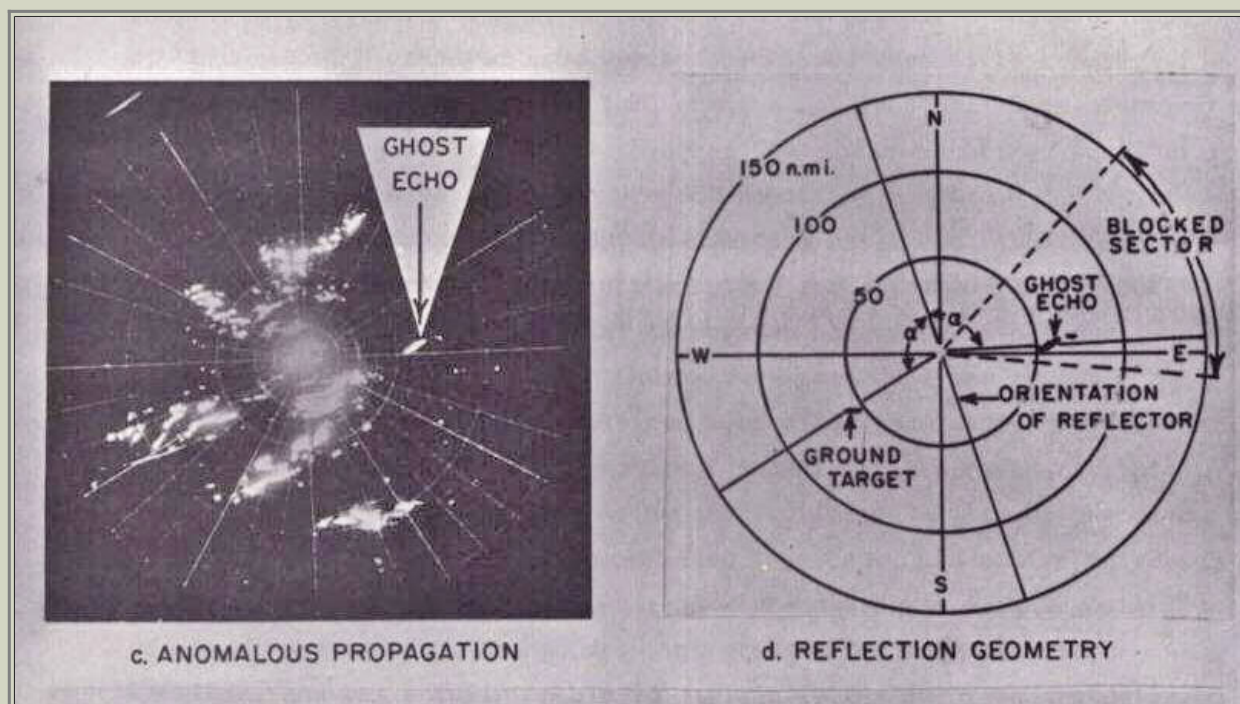 GHOST
ECHO
c. ANOMALOUS PROPAGATION
N
150 n.mi.
100
50
BLOCKED
SECTOR
GHOST
ECHO
α
α
W
E
ORIENTATION
OF REFLECTOR
GROUND
TARGET
S
d. REFLECTION GEOMETRY